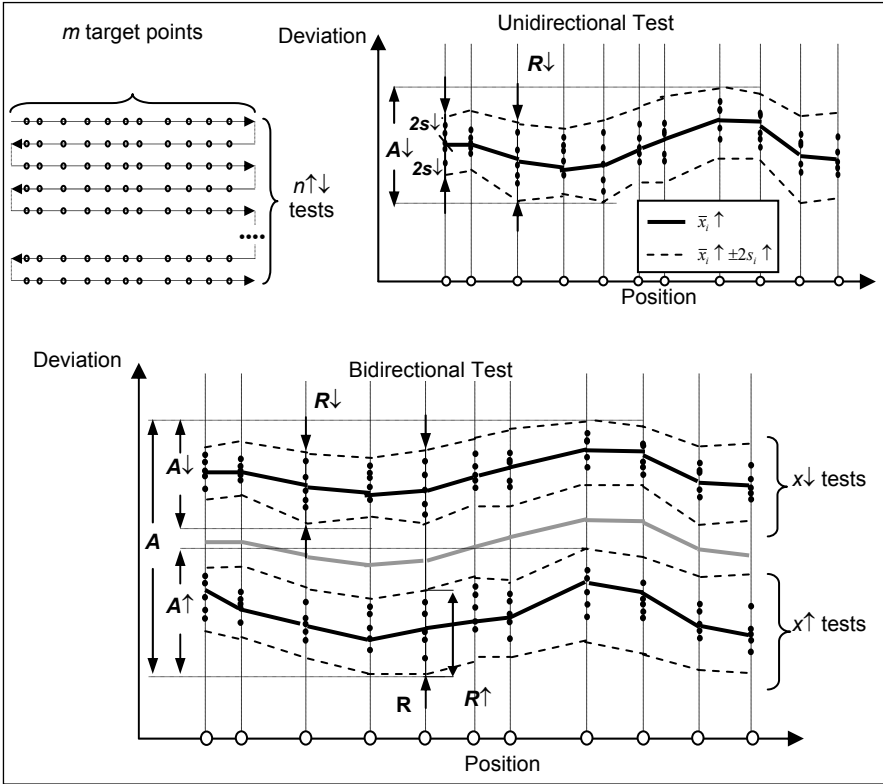 m target points
n↑↓
tests
Unidirectional Test
Deviation
R↓
2s↓
A↓
2s↓
x̄ᵢ ↑
x̄ᵢ ↑ ±2sᵢ ↑
Position
Bidirectional Test
Deviation
R↓
A↓
x↓ tests
A
A↑
x↑ tests
R
R↑
Position